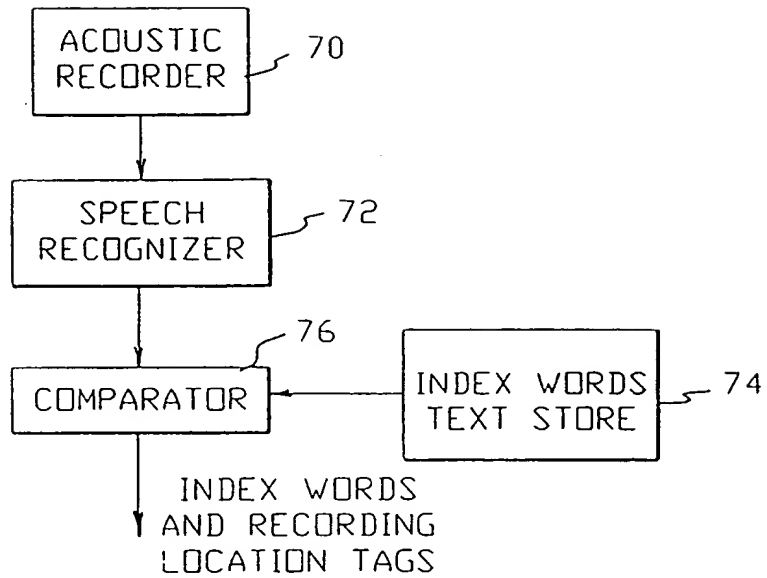 ACOUSTIC
RECORDER
70
SPEECH
RECOGNIZER
72
76
COMPARATOR
INDEX WORDS
TEXT STORE
74
INDEX WORDS
AND RECORDING
LOCATION TAGS